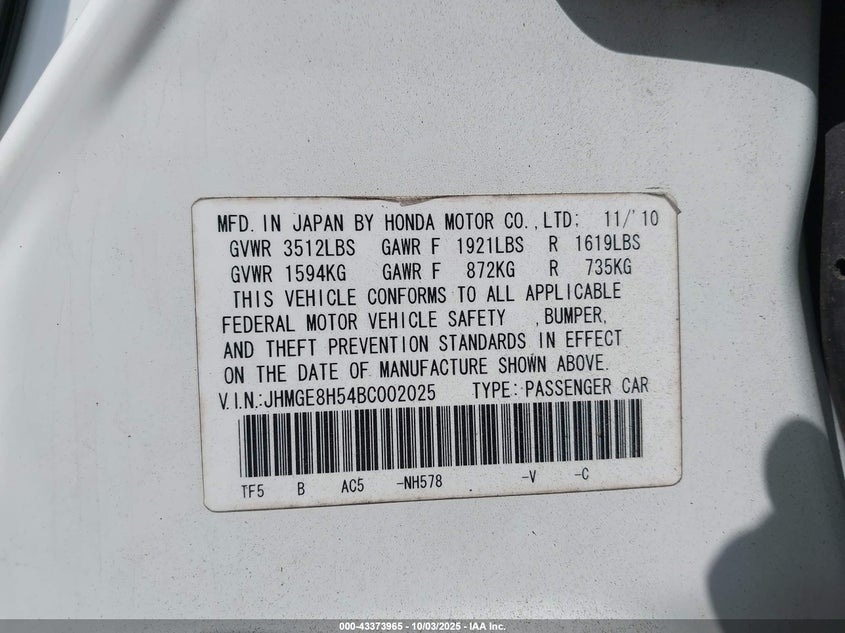 MFD. IN JAPAN BY HONDA MOTOR CO.,LTD; 11/'10
GVWR 3512LBS GAWR F 1921LBS R 1619LBS
GVWR 1594KG GAWR F 872KG R 735KG
THIS VEHICLE CONFORMS TO ALL APPLICABLE
FEDERAL MOTOR VEHICLE SAFETY ,BUMPER,
AND THEFT PREVENTION STANDARDS IN EFFECT
ON THE DATE OF MANUFACTURE SHOWN ABOVE.
V.I.N.:JHMGE8H54BC002025 TYPE:PASSENGER CAR
TF5 B AC5 -NH578 -V -C
000-43373965 - 10/03/2025 - IAA Inc.